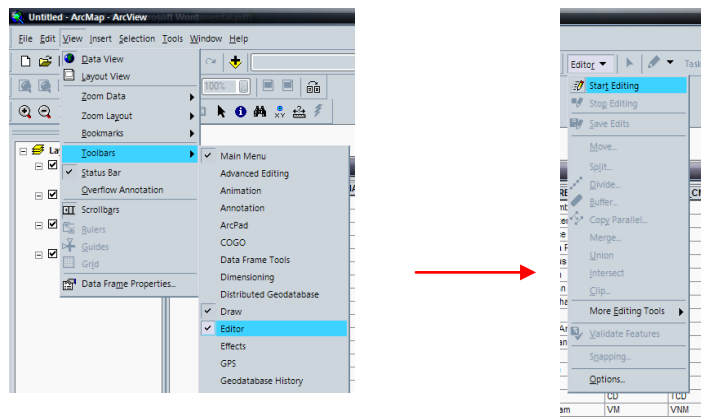 Untitled - ArcMap - ArcView
File Edit View Insert Selection Tools Window Help
Data View
Layout View
Zoom Data
Zoom Layout
Bookmarks
Toolbars
Status Bar
Overflow Annotation
Scrollbars
Rulers
Guides
Grid
Data Frame Properties...
100%
XY
La
Main Menu
Advanced Editing
Animation
Annotation
ArcPad
COGO
Data Frame Tools
Dimensioning
Distributed Geodatabase
Draw
Editor
Effects
GPS
Geodatabase History
Editor Task
Start Editing
Stop Editing
Save Edits
Move...
Split...
Divide...
Buffer...
Copy Parallel...
Merge...
Union
Intersect
Clip...
More Editing Tools
Validate Features
Snapping...
Options...
CD TCD
am VM VNM